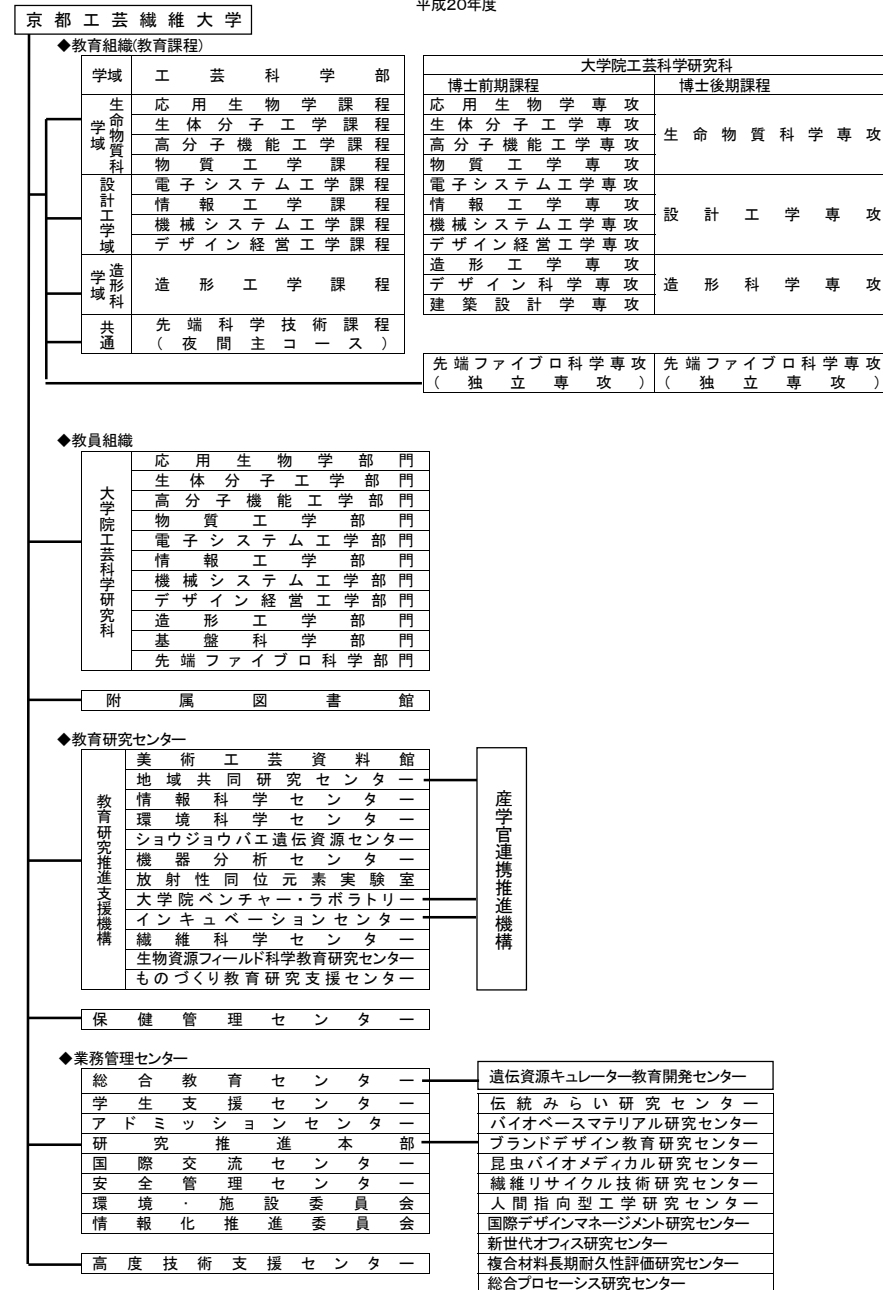 平成20年度
京都工芸繊維大学
◆教育組織(教育課程)
学域 工芸科学部
大学院工芸科学研究科
博士前期課程 博士後期課程
生命物質科学域
応用生物学課程 応用生物学専攻
生体分子工学課程 生体分子工学専攻
高分子機能工学課程 高分子機能工学専攻
物質工学課程 物質工学専攻
生命物質科学専攻
設計工学域
電子システム工学課程 電子システム工学専攻
情報工学課程 情報工学専攻
機械システム工学課程 機械システム工学専攻
デザイン経営工学課程 デザイン経営工学専攻
設計工学専攻
造形科学域
造形工学課程
造形工学専攻
デザイン科学専攻
建築設計学専攻
造形科学専攻
共通
先端科学技術課程
(夜間主コース)
先端ファイブロ科学専攻 先端ファイブロ科学専攻
(独立専攻) (独立専攻)
◆教員組織
大学院工芸科学研究科
応用生物学部門
生体分子工学部門
高分子機能工学部門
物質工学部門
電子システム工学部門
情報工学部門
機械システム工学部門
デザイン経営工学部門
造形工学部門
基盤科学部門
先端ファイブロ科学部門
附属図書館
◆教育研究センター
教育研究推進支援機構
美術工芸資料館
地域共同研究センター
情報科学センター
環境科学センター
ショウジョウバエ遺伝資源センター
機器分析センター
放射性同位元素実験室
大学院ベンチャー・ラボラトリー
インキュベーションセンター
繊維科学センター
生物資源フィールド科学教育研究センター
ものづくり教育研究支援センター
産学官連携推進機構
保健管理センター
◆業務管理センター
総合教育センター
学生支援センター
アドミッションセンター
研究推進本部
国際交流センター
安全管理センター
環境・施設委員会
情報化推進委員会
高度技術支援センター
遺伝資源キュレーター教育開発センター
伝統みらい研究センター
バイオベースマテリアル研究センター
ブランドデザイン教育研究センター
昆虫バイオメディカル研究センター
繊維リサイクル技術研究センター
人間指向型工学研究センター
国際デザインマネージメント研究センター
新世代オフィス研究センター
複合材料長期耐久性評価研究センター
総合プロセーシス研究センター